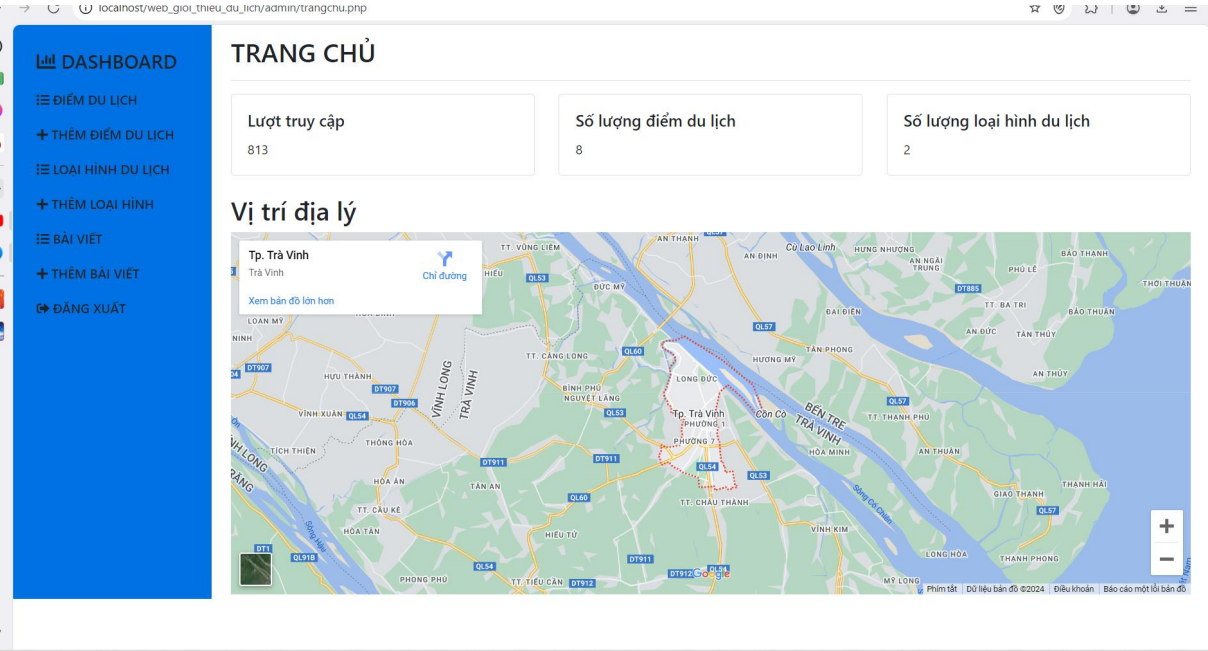 localhost/web_gioi_thieu_du_lich/admin/trangchu.php
DASHBOARD
ĐIỂM DU LỊCH
THÊM ĐIỂM DU LỊCH
LOẠI HÌNH DU LỊCH
THÊM LOẠI HÌNH
BÀI VIẾT
THÊM BÀI VIẾT
ĐĂNG XUẤT
TRANG CHỦ
Lượt truy cập
813
Số lượng điểm du lịch
8
Số lượng loại hình du lịch
2
Vị trí địa lý
Tp. Trà Vinh
Trà Vinh
Chỉ đường
Xem bản đồ lớn hơn
TT. VŨNG LIÊM
AN THẠNH
AN ĐỊNH
Cù Lao Linh
HƯNG NHƯỢNG
AN NGÃI
TRUNG
PHÚ LỄ
BẢO THẠNH
HIẾU
QL53
ĐỨC MỸ
DT885
THỚI THUẬN
TT. BA TRI
BẢO THUẬN
LOAN MỸ
ĐẠI ĐIỀN
QL57
AN ĐỨC
TÂN THỦY
NINH
TT. CÀNG LONG
QL60
TÂN PHONG
HƯƠNG MỸ
DT907
HỰU THÀNH
VĨNH LONG
TRÀ VINH
LONG ĐỨC
AN THỦY
DT907
BÌNH PHÚ
NGUYỆT LÃNG
DT906
QL57
VĨNH XUÂN
QL54
QL53
Tp. Trà Vinh
PHƯỜNG 1
Cồn Cò
BẾN TRE
TRÀ VINH
TT. THẠNH PHÚ
THÔNG HÒA
PHƯỜNG 7
TÍCH THIỆN
HÒA MINH
AN THUẬN
DT911
DT911
QL54
QL53
HÒA ÂN
TÂN AN
THẠNH HẢI
GIAO THẠNH
QL60
TT. CHÂU THÀNH
Sông Cổ Chiên
TT. CẦU KÈ
QL57
HÒA TÂN
HIẾU TỬ
VINH KIM
Sông Hậu
DT1
QL91B
LONG HÒA
THẠNH PHONG
DT911
QL54
QL54
DT912
Google
PHONG PHÚ
TT. TIỂU CẦN
DT912
MỸ LONG
Phím tắt
Dữ liệu bản đồ ©2024
Điều khoản
Báo cáo một lỗi bản đồ